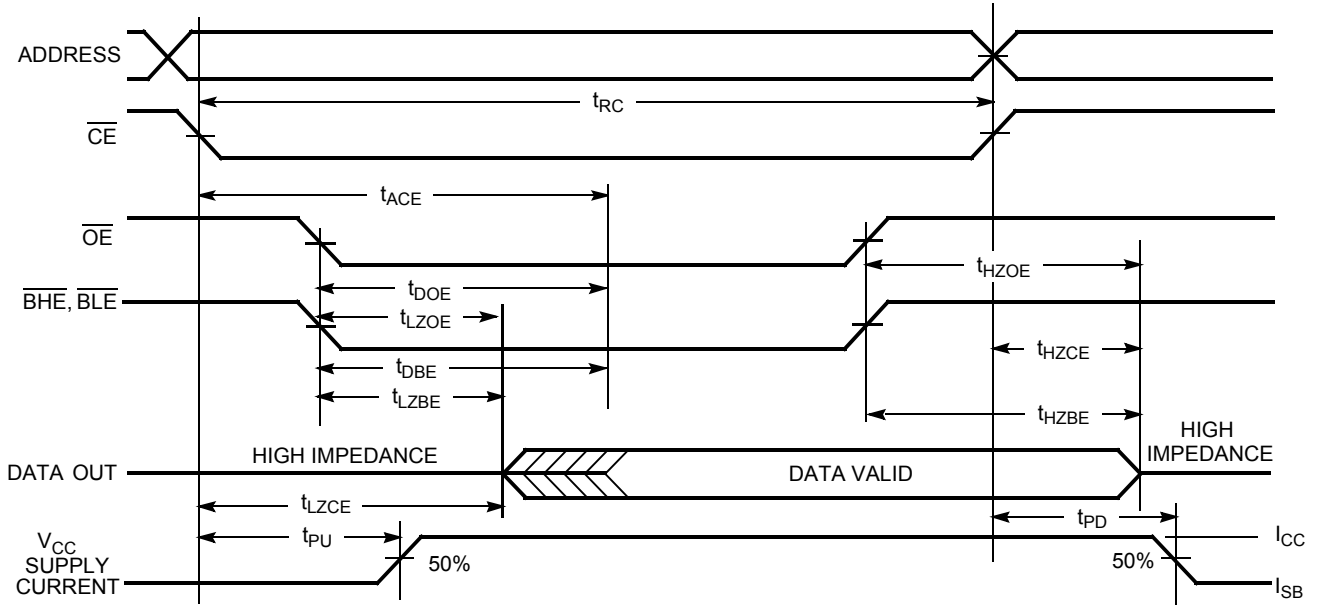 ADDRESS
tRC
CE
tACE
OE
tHZOE
tDOE
BHE, BLE
tLZOE
tHZCE
tDBE
tLZBE
tHZBE
HIGH
IMPEDANCE
HIGH IMPEDANCE
DATA OUT
DATA VALID
tLZCE
tPD
tPU
VCC
SUPPLY
CURRENT
50%
50%
ICC
ISB